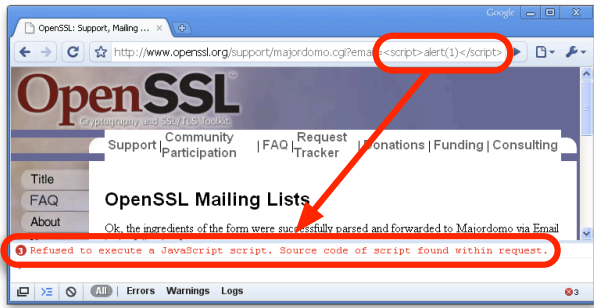 Google
OpenSSL: Support, Mailing ...
http://www.openssl.org/support/majordomo.cgi?email=<script>alert(1)</script>
OpenSSL
Cryptography and SSL/TLS Toolkit
Support | Community Participation | FAQ | Request Tracker | Donations | Funding | Consulting
Title
FAQ
About
OpenSSL Mailing Lists
Ok, the ingredients of the form were successfully parsed and forwarded to Majordomo via Email
Refused to execute a JavaScript script. Source code of script found within request.
All | Errors Warnings Logs
3